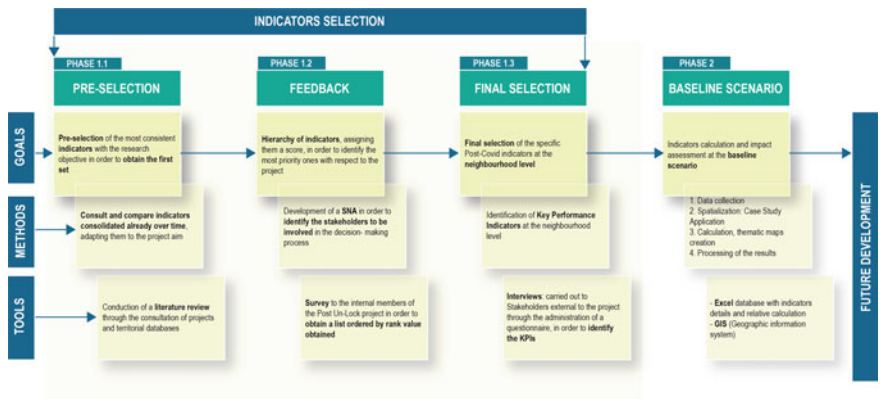 INDICATORS SELECTION
PHASE 1.1
PRE-SELECTION
PHASE 1.2
FEEDBACK
PHASE 1.3
FINAL SELECTION
PHASE 2
BASELINE SCENARIO
GOALS
Pre-selection of the most consistent
indicators with the research
objective in order to obtain the first
set
Hierarchy of indicators, assigning
them a score, in order to identify the
most priority ones with respect to the
project
Final selection of the specific
Post-Covid indicators at the
neighbourhood level
Indicators calculation and impact
assessment at the baseline
scenario
METHODS
Consult and compare indicators
consolidated already over time,
adapting them to the project aim
Development of a SNA in order to
identify the stakeholders to be
involved in the decision- making
process
Identification of Key Performance
Indicators at the neighbourhood
level
1. Data collection
2. Spatialization: Case Study
Application
3. Calculation, thematic maps
creation
4. Processing of the results
TOOLS
Conduction of a literature review
through the consultation of projects
and territorial databases
Survey to the internal members of
the Post Un-Lock project in order to
obtain a list ordered by rank value
obtained
Interviews: carried out to
Stakeholders external to the project
through the administration of a
questionnaire, in order to identify
the KPIs
- Excel database with indicators
details and relative calculation
- GIS (Geographic information
system)
FUTURE DEVELOPMENT